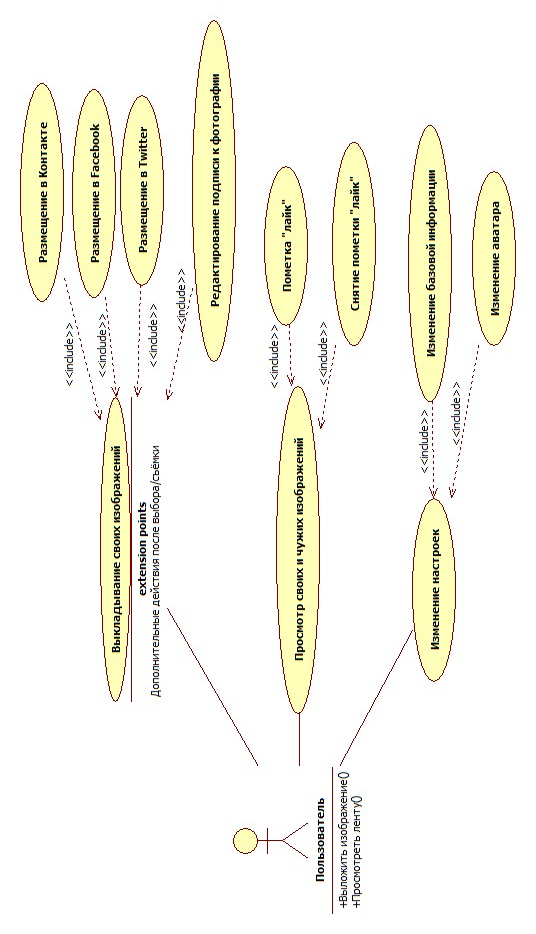 Размещение в Контакте
Размещение в Facebook
Размещение в Twitter
Редактирование подписи к фотографии
<<include>>
<<include>>
<<include>>
<<include>>
Выкладывание своих изображений
extension points
Дополнительные действия после выбора/съёмки
Пометка "лайк"
Снятие пометки "лайк"
<<include>>
<<include>>
Просмотр своих и чужих изображений
Изменение базовой информации
Изменение аватара
<<include>>
<<include>>
Изменение настроек
Пользователь
+Выложить изображение()
+Просмотреть ленту()